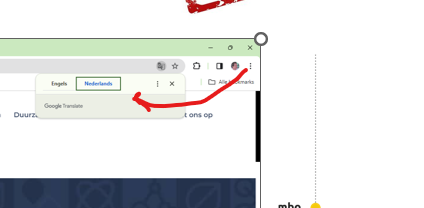 Engels Nederlands
Alle bookmarks
Google Translate
Duurz
t ons op
mbo